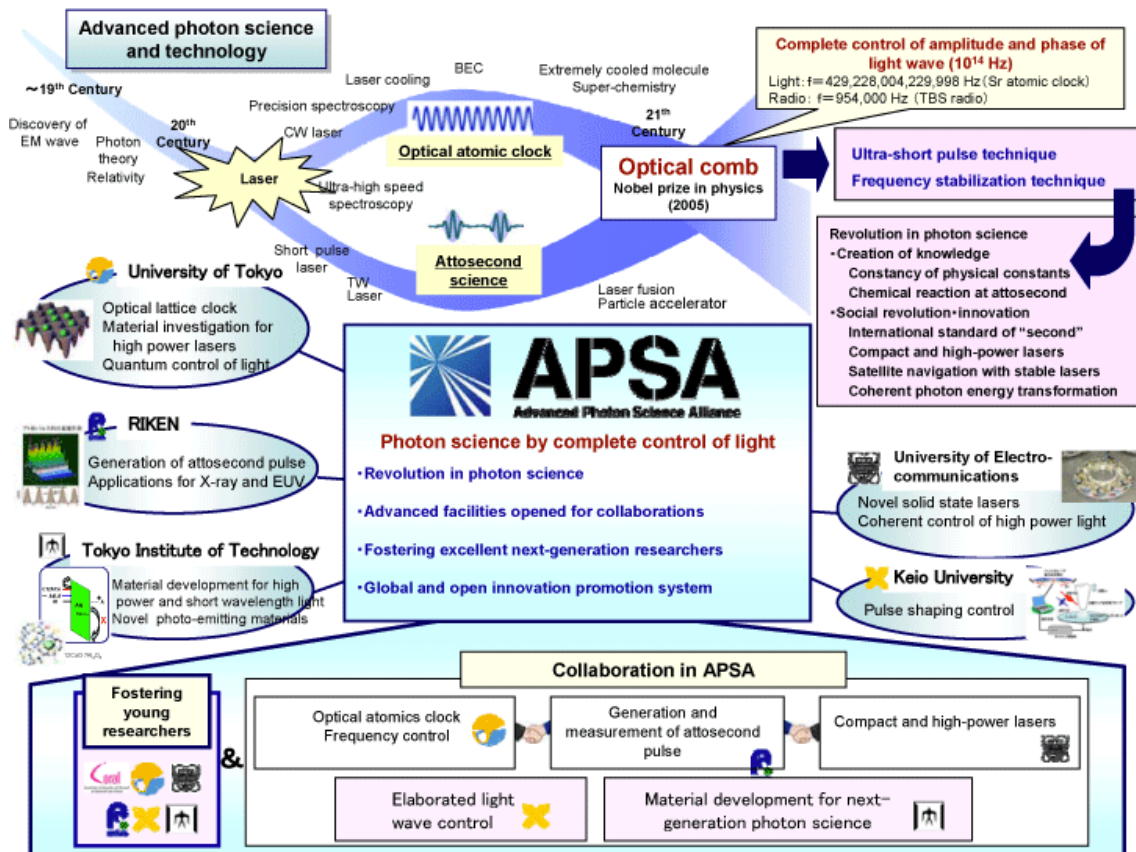 Advanced photon science
and technology
~19th Century
Discovery of
EM wave
Photon
theory
Relativity
20th
Century
Laser
Precision spectroscopy
CW laser
Laser cooling
BEC
Extremely cooled molecule
Super-chemistry
Optical atomic clock
Ultra-high speed
spectroscopy
Short pulse
laser
TW
Laser
Attosecond
science
Laser fusion
Particle accelerator
21th
Century
Optical comb
Nobel prize in physics
(2005)
Complete control of amplitude and phase of
light wave (1014 Hz)
Light: f=429,228,004,229,998 Hz(Sr atomic clock)
Radio: f=954,000 Hz (TBS radio)
Ultra-short pulse technique
Frequency stabilization technique
Revolution in photon science
・Creation of knowledge
Constancy of physical constants
Chemical reaction at attosecond
・Social revolution・innovation
International standard of “second”
Compact and high-power lasers
Satellite navigation with stable lasers
Coherent photon energy transformation
University of Tokyo
Optical lattice clock
Material investigation for
high power lasers
Quantum control of light
RIKEN
Generation of attosecond pulse
Applications for X-ray and EUV
Tokyo Institute of Technology
Material development for high
power and short wavelength light
Novel photo-emitting materials
APSA
Advanced Photon Science Alliance
Photon science by complete control of light
・Revolution in photon science
・Advanced facilities opened for collaborations
・Fostering excellent next-generation researchers
・Global and open innovation promotion system
University of Electro-
communications
Novel solid state lasers
Coherent control of high power light
Keio University
Pulse shaping control
Fostering
young
researchers
&
Collaboration in APSA
Optical atomics clock
Frequency control
Generation and
measurement of attosecond
pulse
Compact and high-power lasers
Elaborated light
wave control
Material development for next-
generation photon science